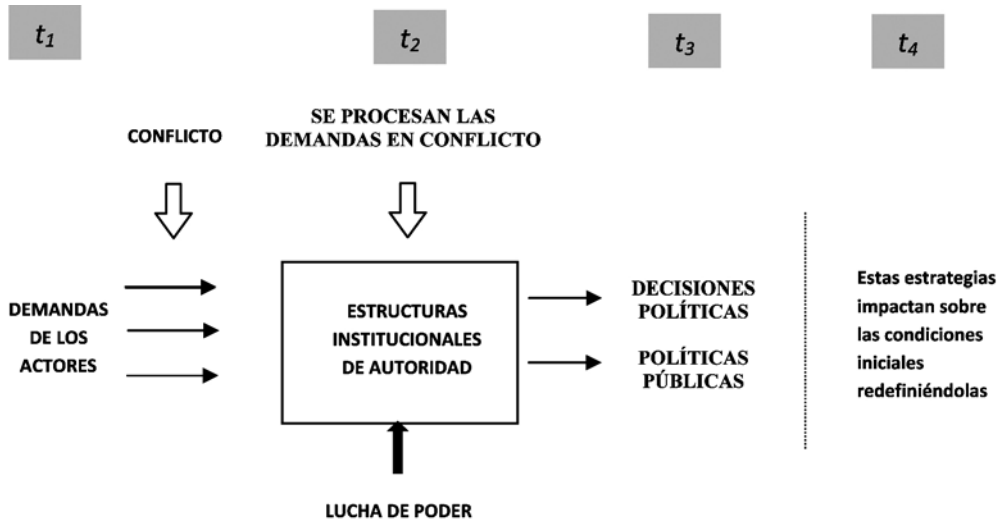 t1
t2
t3
t4
CONFLICTO
SE PROCESAN LAS
DEMANDAS EN CONFLICTO
DEMANDAS
DE LOS
ACTORES
ESTRUCTURAS
INSTITUCIONALES
DE AUTORIDAD
DECISIONES
POLÍTICAS
POLÍTICAS
PÚBLICAS
Estas estrategias
impactan sobre
las condiciones
iniciales
redefiniéndolas
LUCHA DE PODER